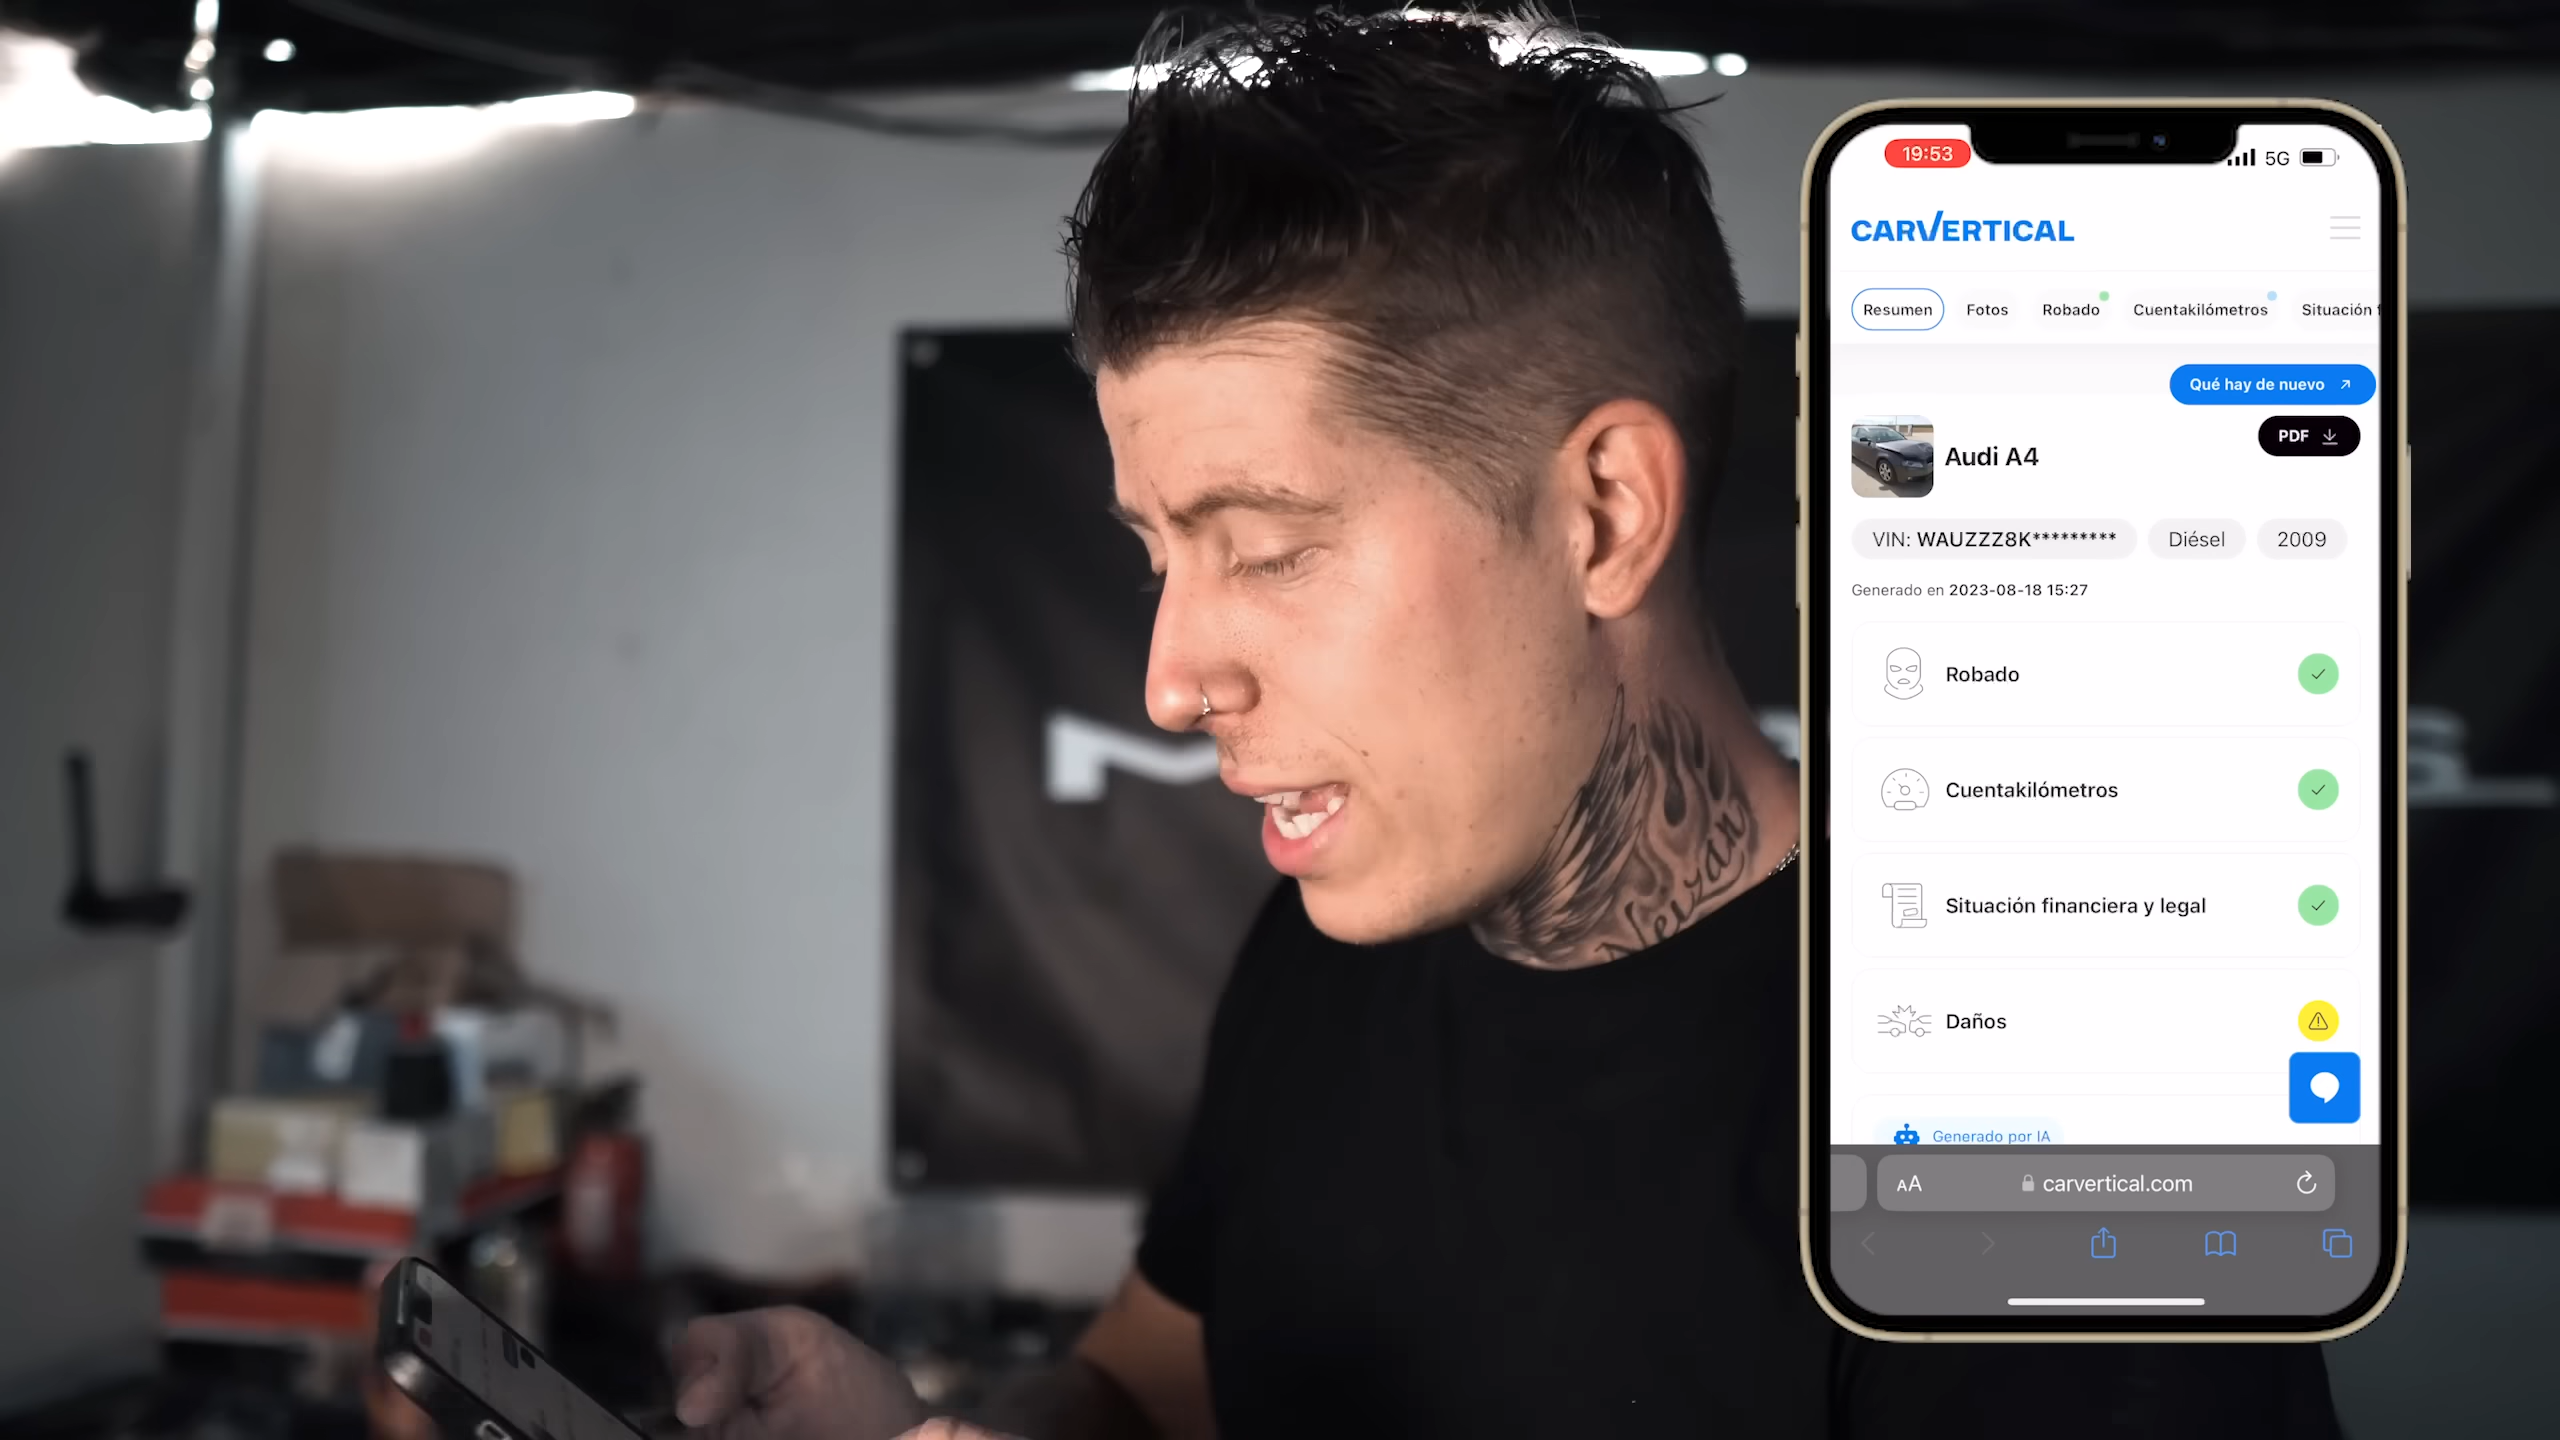 19:53
5G
CARVERTICAL
Resumen Fotos Robado Cuentakilómetros Situación f
Qué hay de nuevo
Audi A4
PDF
VIN: WAUZZZ8K********* Diésel 2009
Generado en 2023-08-18 15:27
Robado
Cuentakilómetros
Situación financiera y legal
Daños
Generado por IA
AA carvertical.com
Neizan